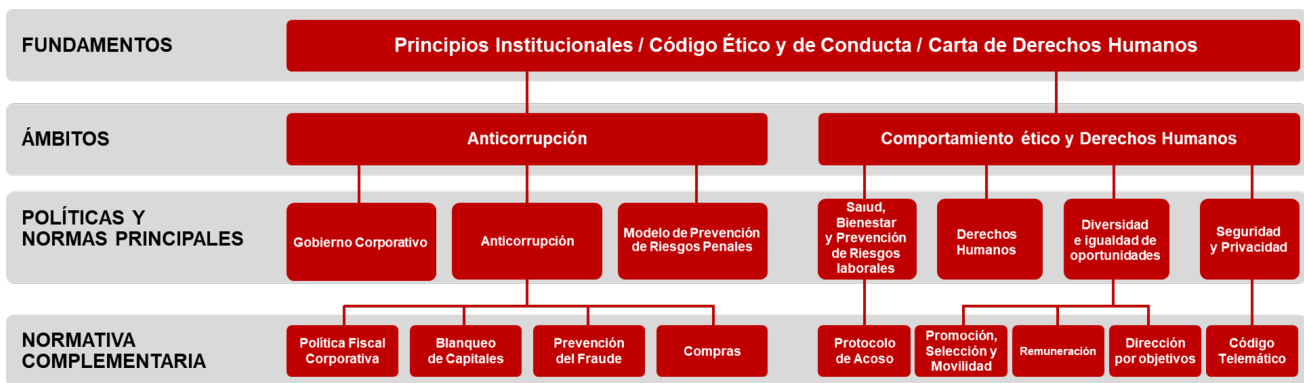 FUNDAMENTOS
Principios Institucionales / Código Ético y de Conducta / Carta de Derechos Humanos
ÁMBITOS
Anticorrupción
Comportamiento ético y Derechos Humanos
POLÍTICAS Y
NORMAS PRINCIPALES
Gobierno Corporativo
Anticorrupción
Modelo de Prevención
de Riesgos Penales
Salud,
Bienestar
y Prevención
de Riesgos
laborales
Derechos
Humanos
Diversidad
e igualdad de
oportunidades
Seguridad
y Privacidad
NORMATIVA
COMPLEMENTARIA
Política Fiscal
Corporativa
Blanqueo
de Capitales
Prevención
del Fraude
Compras
Protocolo
de Acoso
Promoción,
Selección y
Movilidad
Remuneración
Dirección
por objetivos
Código
Telemático